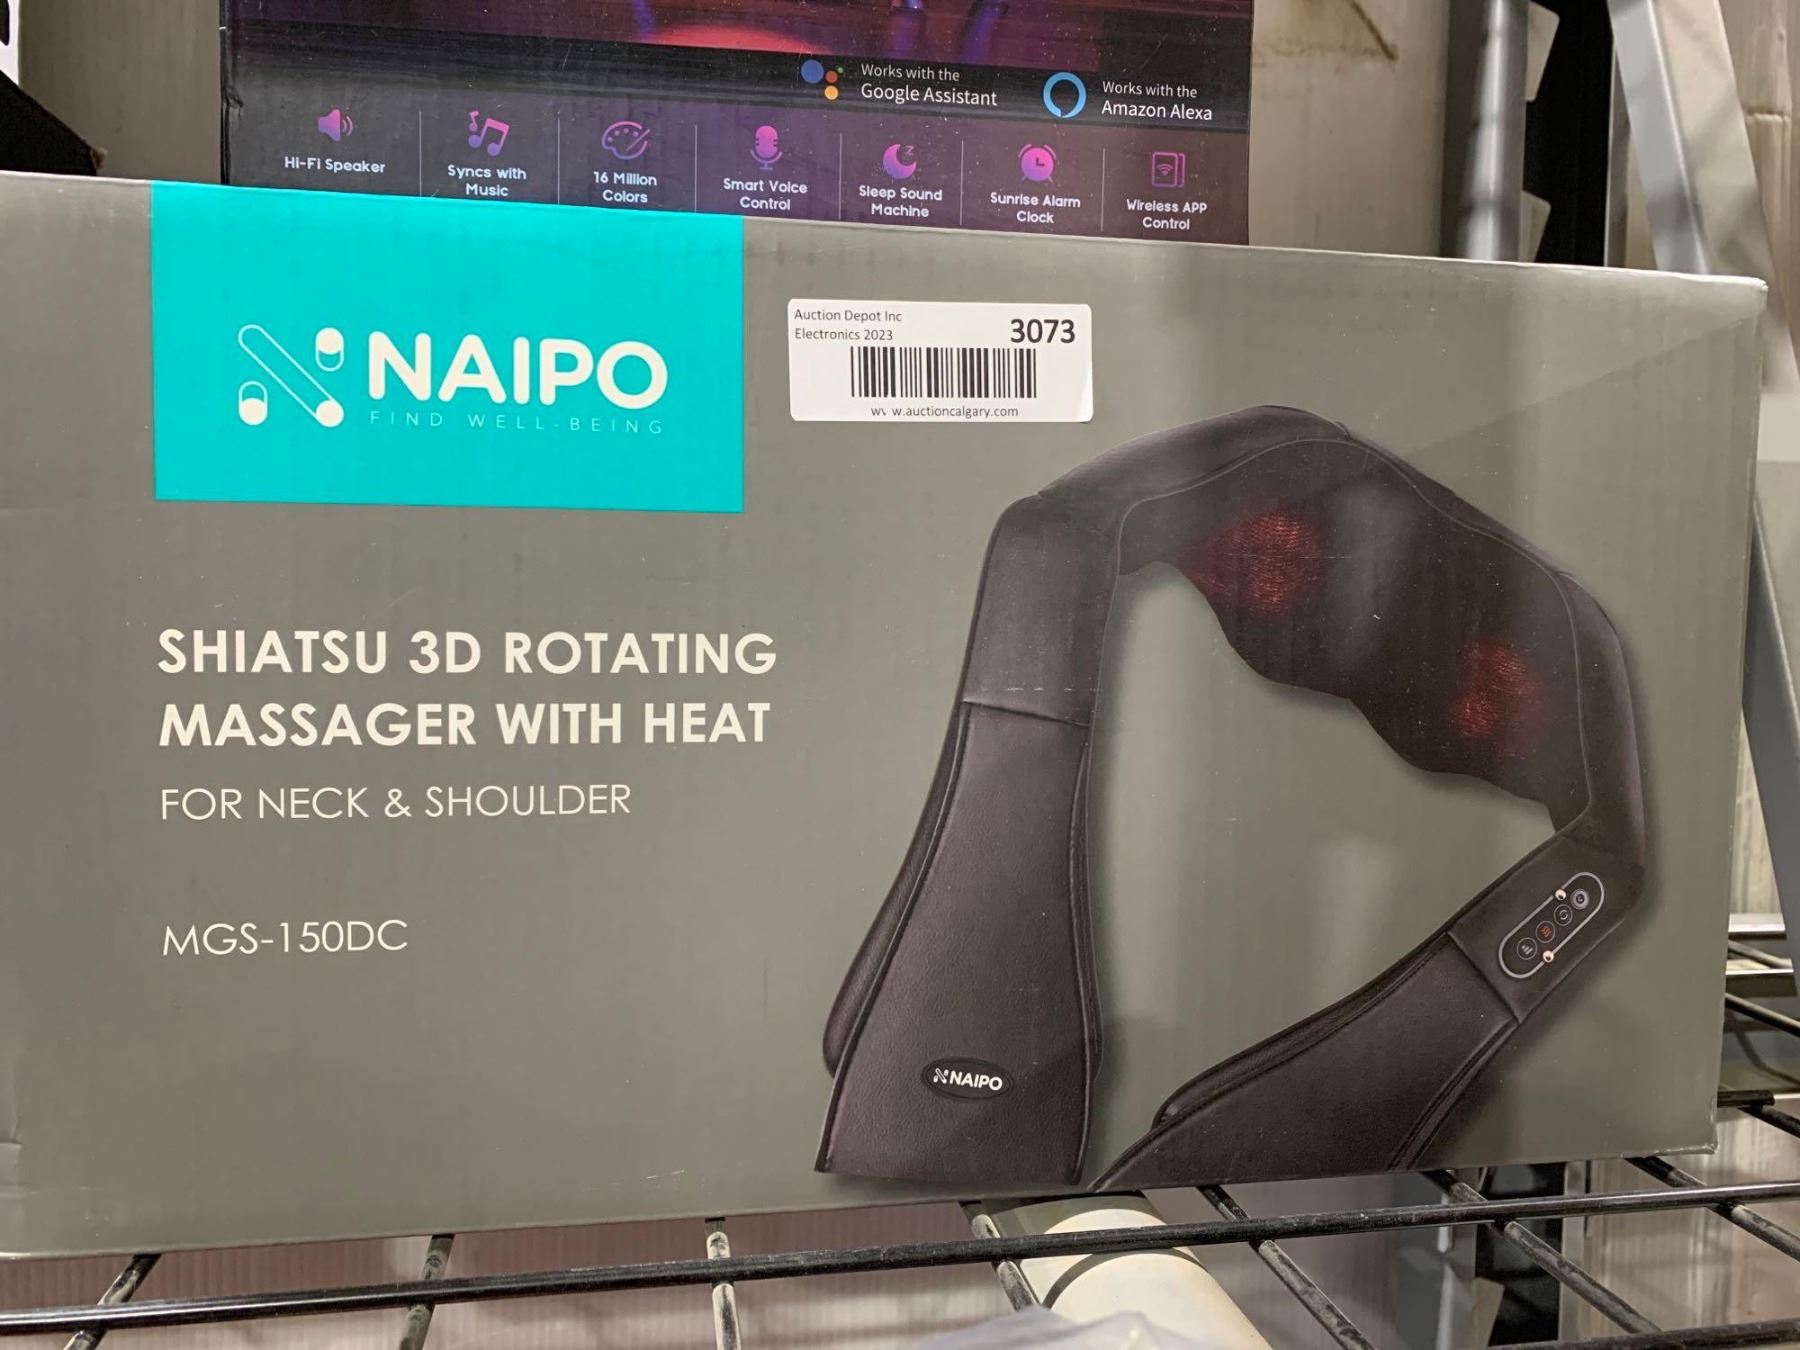 Works with the
Google Assistant
Works with the
Amazon Alexa
Hi-Fi Speaker
Syncs with
Music
16 Million
Colors
Smart Voice
Control
Sleep Sound
Machine
Sunrise Alarm
Clock
Wireless APP
Control
NAIPO
FIND WELL-BEING
Auction Depot Inc
Electronics 2023
3073
www.auctioncalgary.com
SHIATSU 3D ROTATING
MASSAGER WITH HEAT
FOR NECK & SHOULDER
MGS-150DC
NAIPO